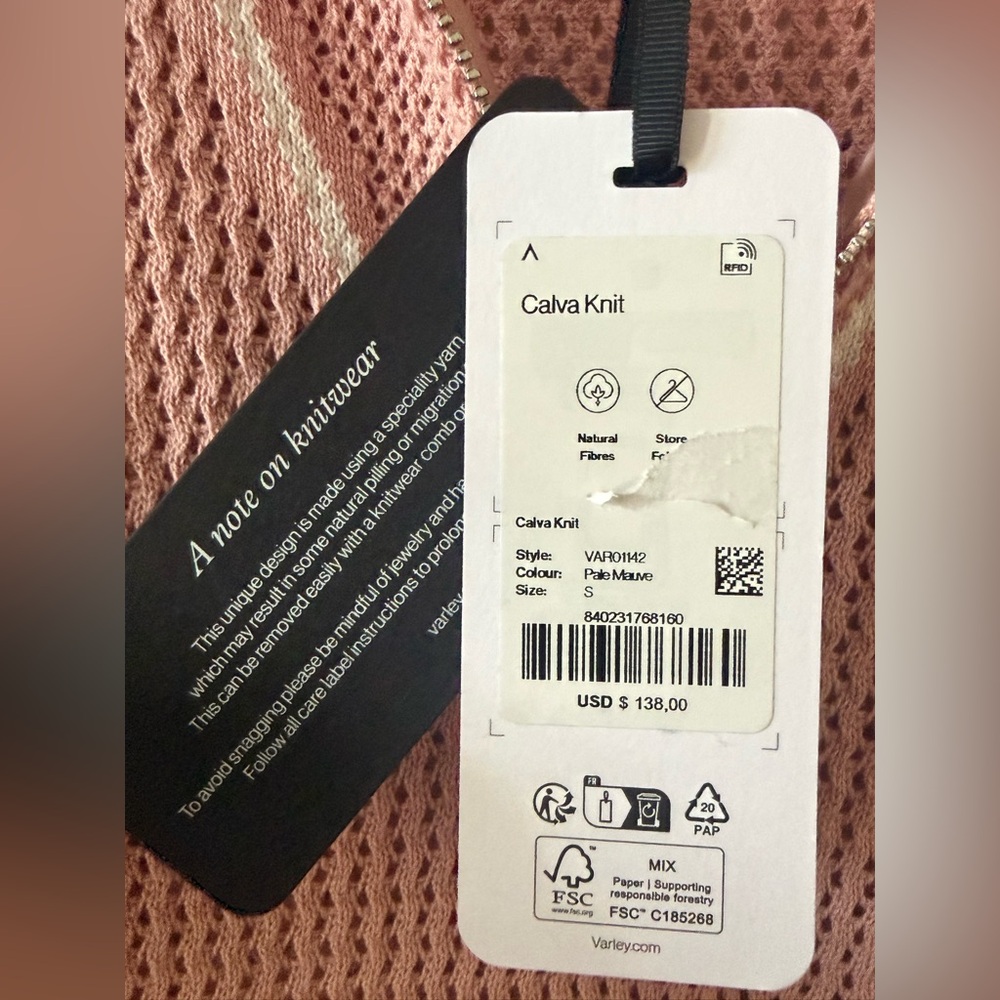 A note on knitwear
This unique design is made using a speciality yarn
which may result in some natural pilling or migration
This can be removed easily with a knitwear comb or
To avoid snagging please be mindful of jewelry and
Follow all care label instructions to
varley
RFID
Calva Knit
Natural Store
Fibres
Calva Knit
Style: VAR01142
Colour: Pale Mauve
Size: S
840231768160
USD $ 138,00
FR
20
PAP
FSC™
www.fsc.org
MIX
Paper | Supporting
responsible forestry
FSC™ C185268
Varley.com